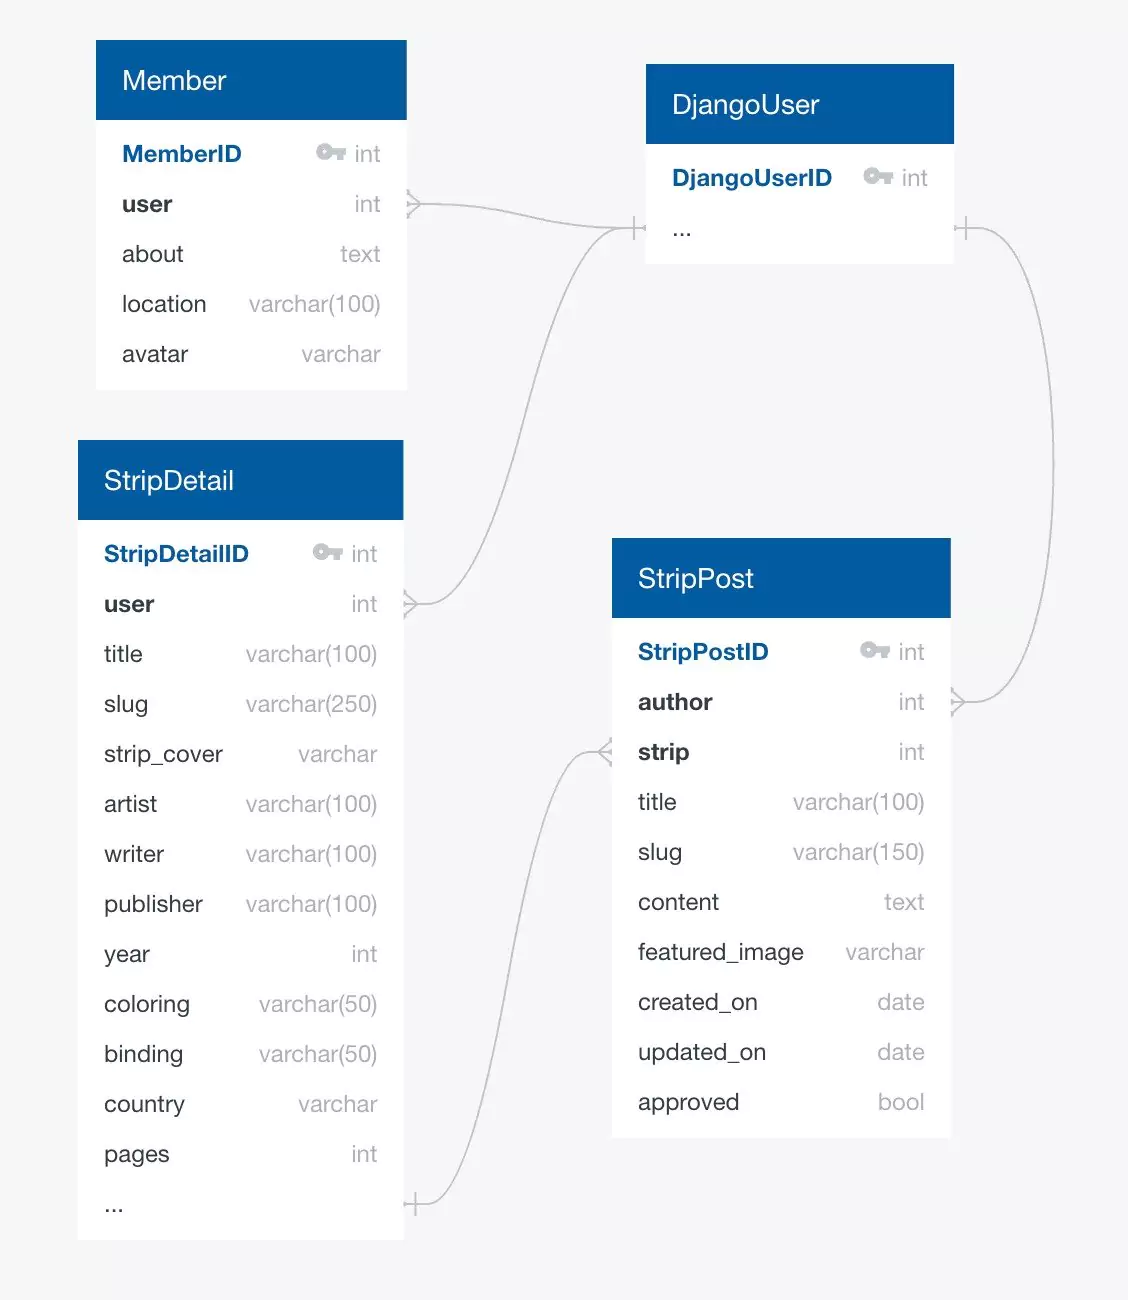 Member
MemberID int
user int
about text
location varchar(100)
avatar varchar
DjangoUser
DjangoUserID int
...
StripDetail
StripDetailID int
user int
title varchar(100)
slug varchar(250)
strip_cover varchar
artist varchar(100)
writer varchar(100)
publisher varchar(100)
year int
coloring varchar(50)
binding varchar(50)
country varchar
pages int
...
StripPost
StripPostID int
author int
strip int
title varchar(100)
slug varchar(150)
content text
featured_image varchar
created_on date
updated_on date
approved bool